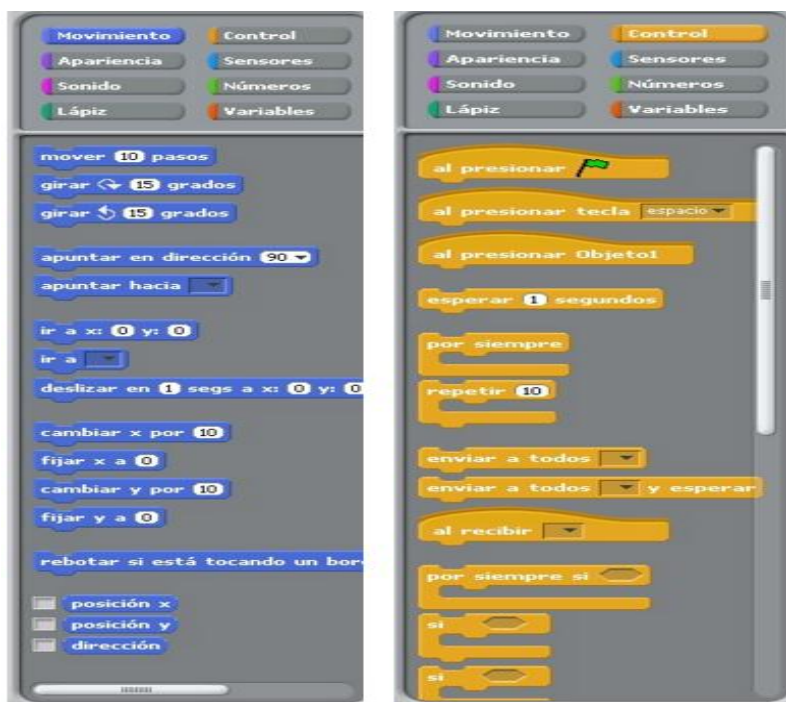 Movimiento Control
Apariencia Sensores
Sonido Números
Lápiz Variables
mover 10 pasos
girar 15 grados
girar 15 grados
apuntar en dirección 90
apuntar hacia
ir a x: 0 y: 0
ir a
deslizar en 1 segs a x: 0 y: 0
cambiar x por 10
fijar x a 0
cambiar y por 10
fijar y a 0
rebotar si está tocando un bor
posición x
posición y
dirección
Movimiento Control
Apariencia Sensores
Sonido Números
Lápiz Variables
al presionar
al presionar tecla espacio
al presionar Objeto1
esperar 1 segundos
por siempre
repetir 10
enviar a todos
enviar a todos y esperar
al recibir
por siempre si
si
si